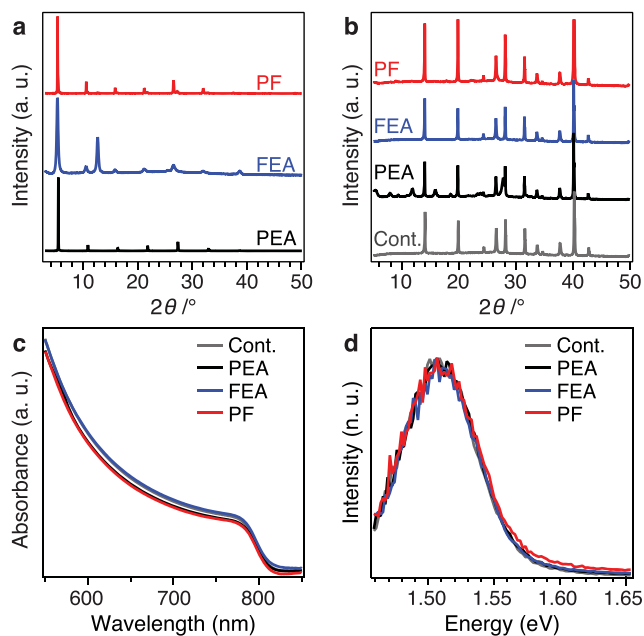 a
Intensity (a. u.)
PF
FEA
PEA
10 20 30 40 50
2θ /°
b
Intensity (a. u.)
PF
FEA
PEA
Cont.
10 20 30 40 50
2θ /°
c
Absorbance (a. u.)
Cont.
PEA
FEA
PF
600 700 800
Wavelength (nm)
d
Intensity (n. u.)
Cont.
PEA
FEA
PF
1.50 1.55 1.60 1.65
Energy (eV)